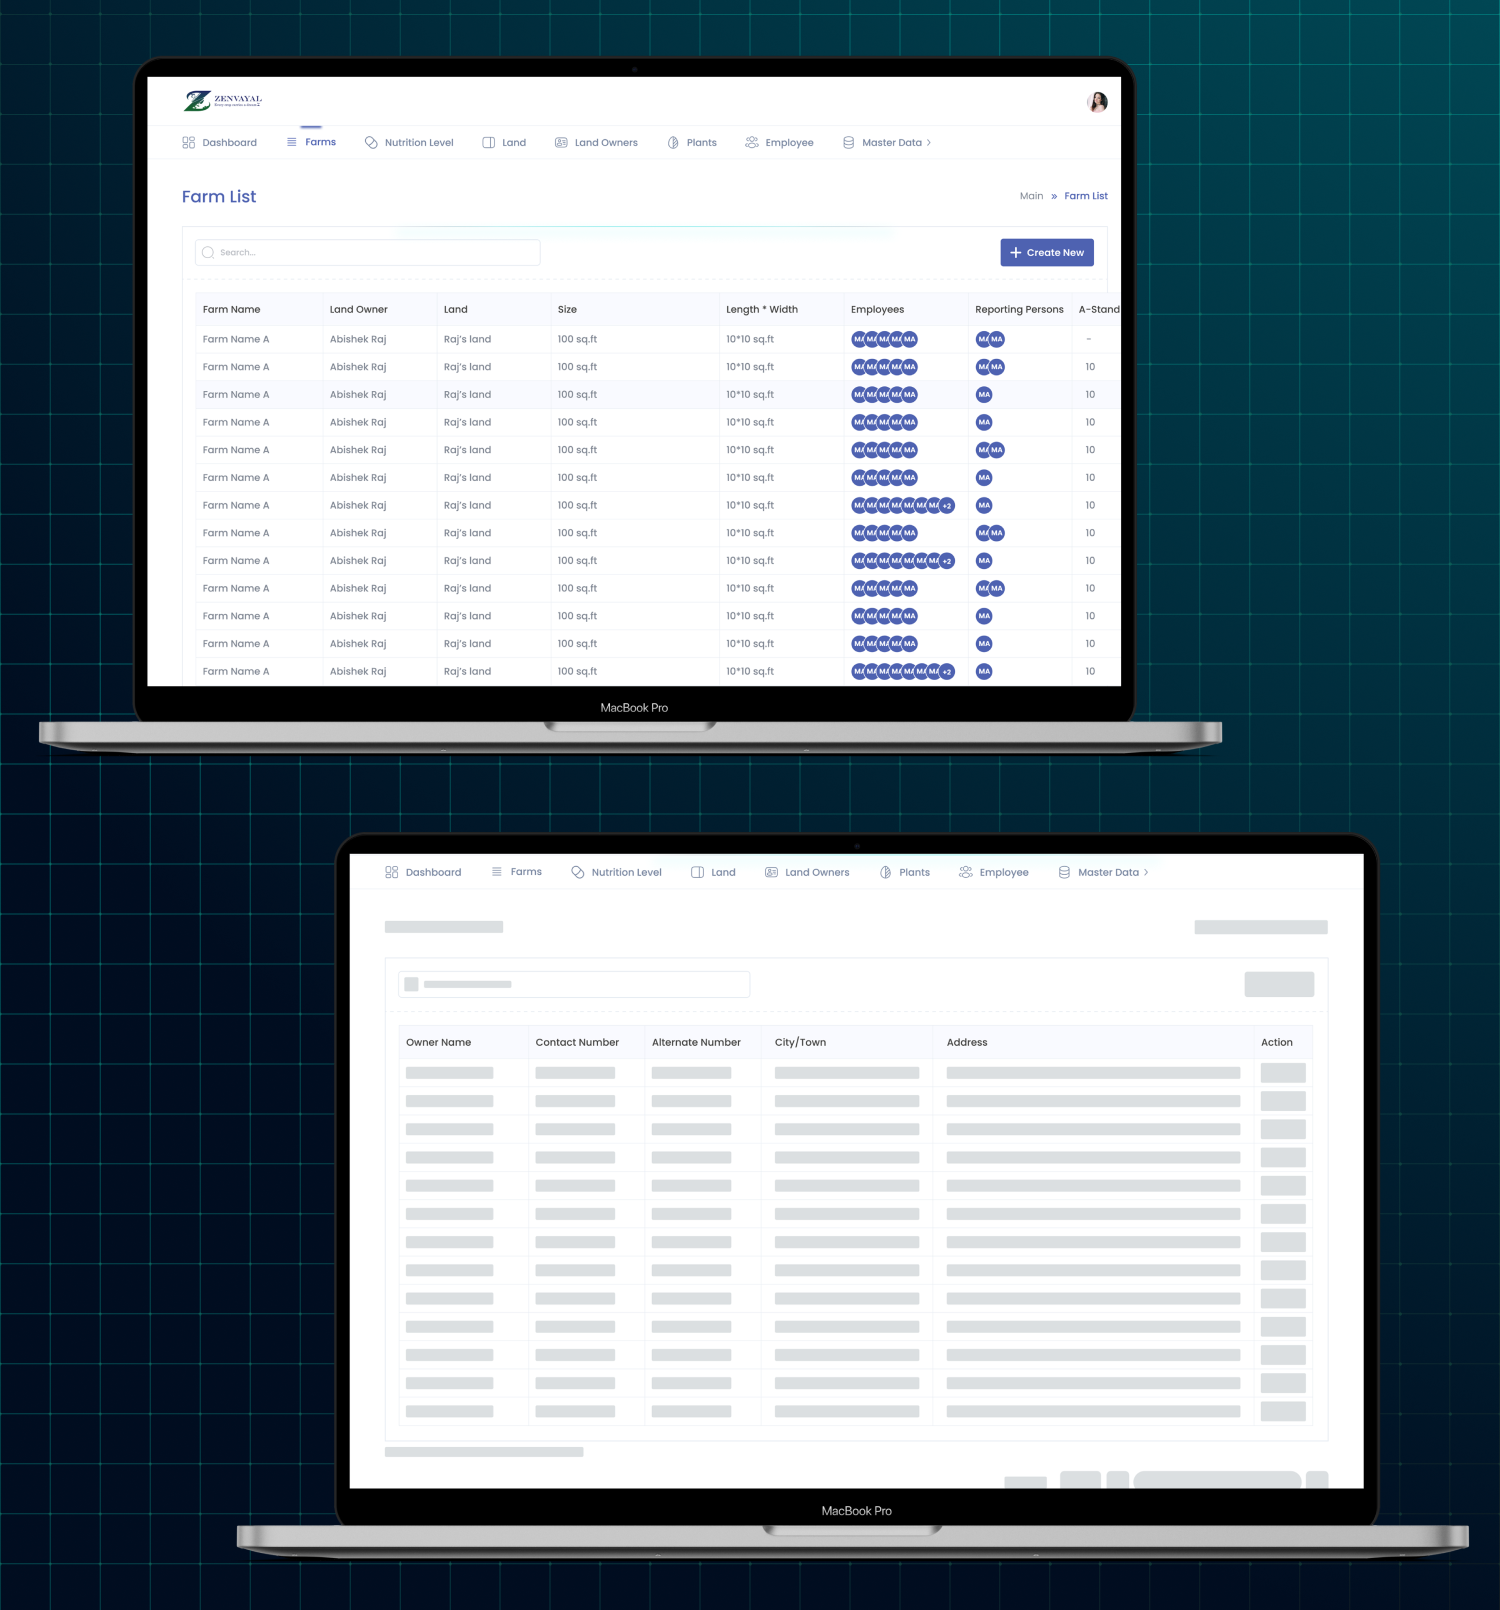 ZENVAYAL
Dashboard Farms Nutrition Level Land Land Owners Plants Employee Master Data >
Farm List
Main » Farm List
Search...
+ Create New
Farm Name Land Owner Land Size Length * Width Employees Reporting Persons A-Stand
Farm Name A Abishek Raj Raj's land 100 sq.ft 10*10 sq.ft MA MA MA MA MA MA MA -
Farm Name A Abishek Raj Raj's land 100 sq.ft 10*10 sq.ft MA MA MA MA MA MA MA 10
Farm Name A Abishek Raj Raj's land 100 sq.ft 10*10 sq.ft MA MA MA MA MA MA 10
Farm Name A Abishek Raj Raj's land 100 sq.ft 10*10 sq.ft MA MA MA MA MA MA 10
Farm Name A Abishek Raj Raj's land 100 sq.ft 10*10 sq.ft MA MA MA MA MA MA MA 10
Farm Name A Abishek Raj Raj's land 100 sq.ft 10*10 sq.ft MA MA MA MA MA MA 10
Farm Name A Abishek Raj Raj's land 100 sq.ft 10*10 sq.ft MA MA MA MA MA MA MA +2 MA 10
Farm Name A Abishek Raj Raj's land 100 sq.ft 10*10 sq.ft MA MA MA MA MA MA MA 10
Farm Name A Abishek Raj Raj's land 100 sq.ft 10*10 sq.ft MA MA MA MA MA MA MA +2 MA 10
Farm Name A Abishek Raj Raj's land 100 sq.ft 10*10 sq.ft MA MA MA MA MA MA MA 10
Farm Name A Abishek Raj Raj's land 100 sq.ft 10*10 sq.ft MA MA MA MA MA MA 10
Farm Name A Abishek Raj Raj's land 100 sq.ft 10*10 sq.ft MA MA MA MA MA MA 10
Farm Name A Abishek Raj Raj's land 100 sq.ft 10*10 sq.ft MA MA MA MA MA MA MA +2 MA 10
MacBook Pro
Dashboard Farms Nutrition Level Land Land Owners Plants Employee Master Data >
Owner Name Contact Number Alternate Number City/Town Address Action
MacBook Pro